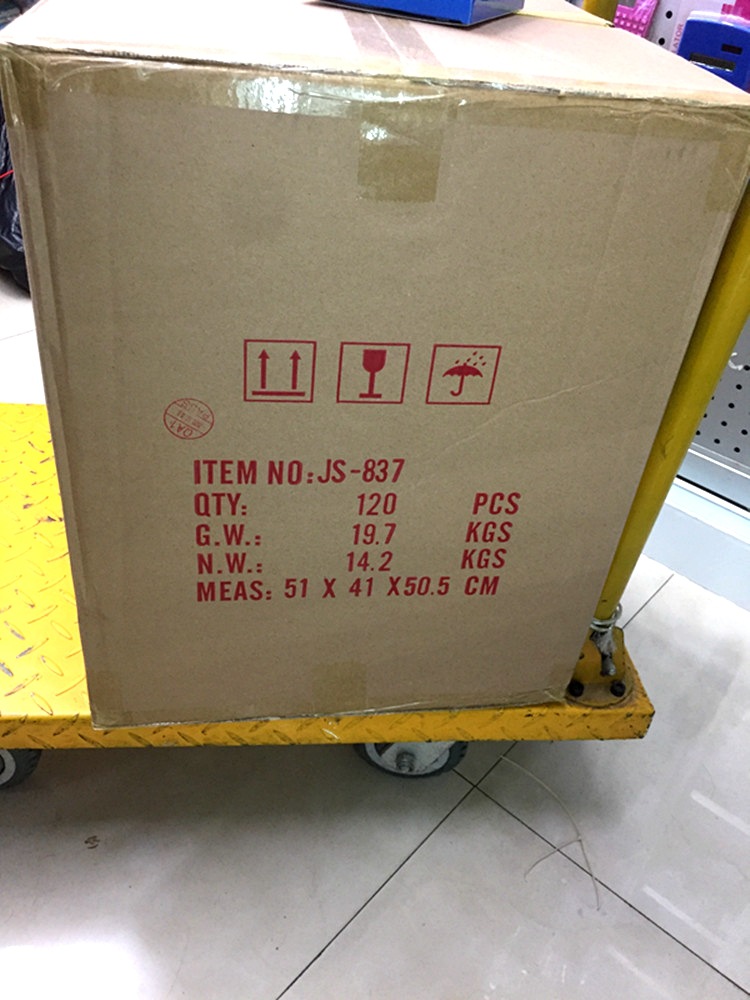 ITEM NO:JS-837
QTY: 120 PCS
G.W.: 19.7 KGS
N.W.: 14.2 KGS
MEAS: 51 X 41 X50.5 CM